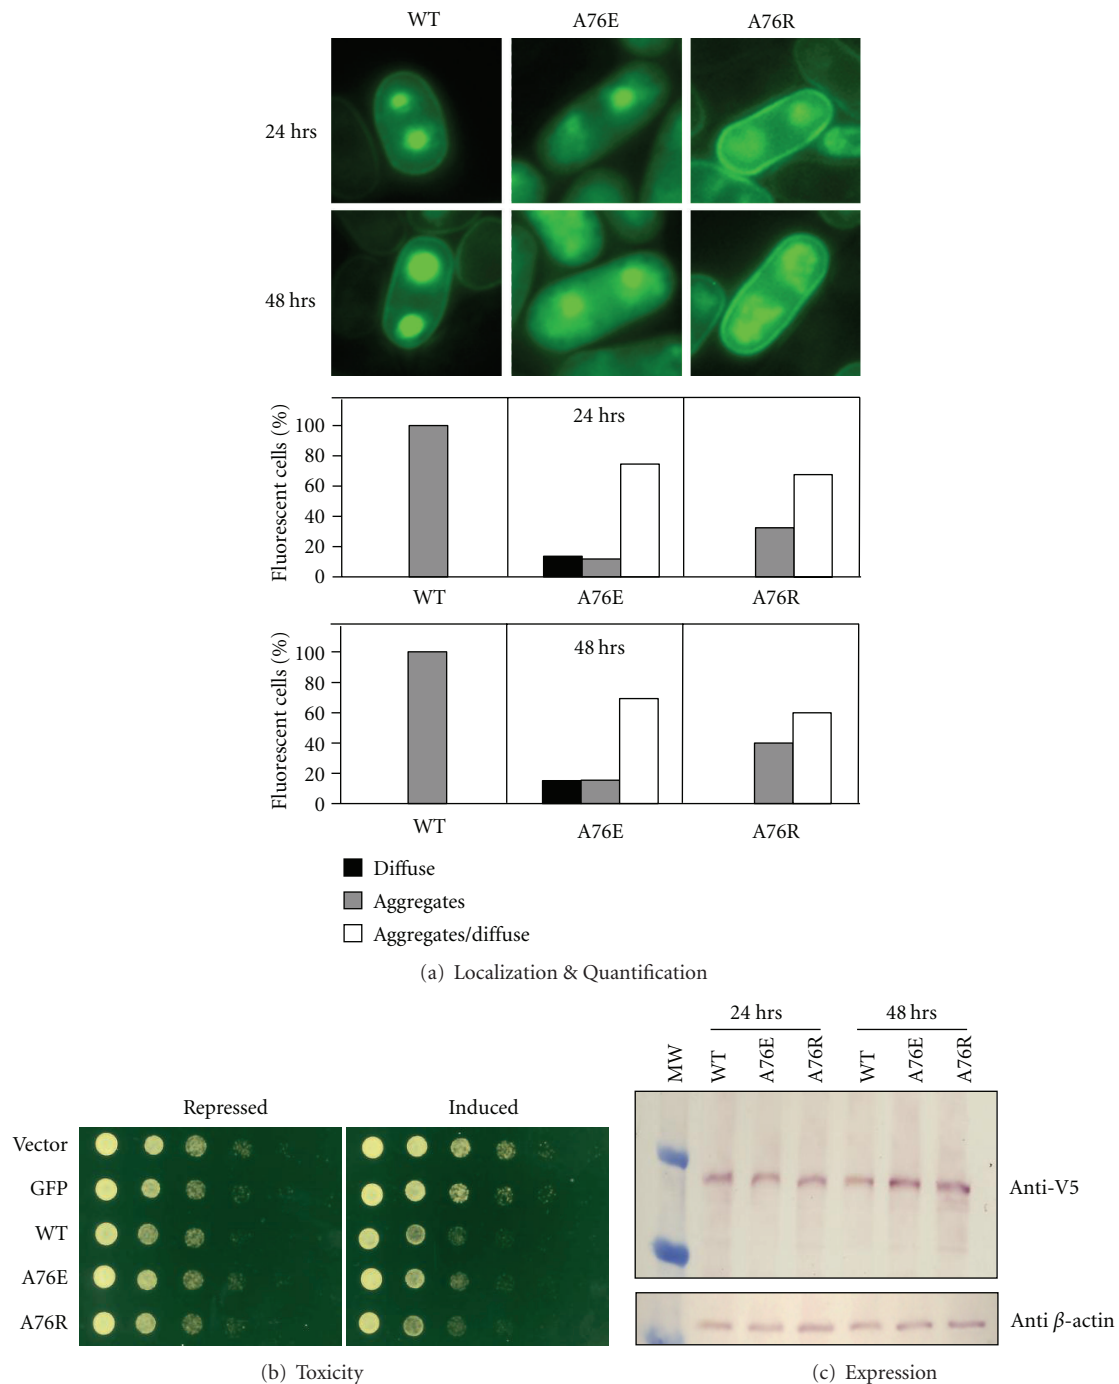 WT A76E A76R
24 hrs
48 hrs
Fluorescent cells (%)
100
80
60
40
20
0
24 hrs
WT A76E A76R
Fluorescent cells (%)
100
80
60
40
20
0
48 hrs
WT A76E A76R
Diffuse
Aggregates
Aggregates/diffuse
(a) Localization & Quantification
Repressed Induced
Vector
GFP
WT
A76E
A76R
(b) Toxicity
24 hrs 48 hrs
MW WT A76E A76R WT A76E A76R
Anti-V5
Anti β-actin
(c) Expression